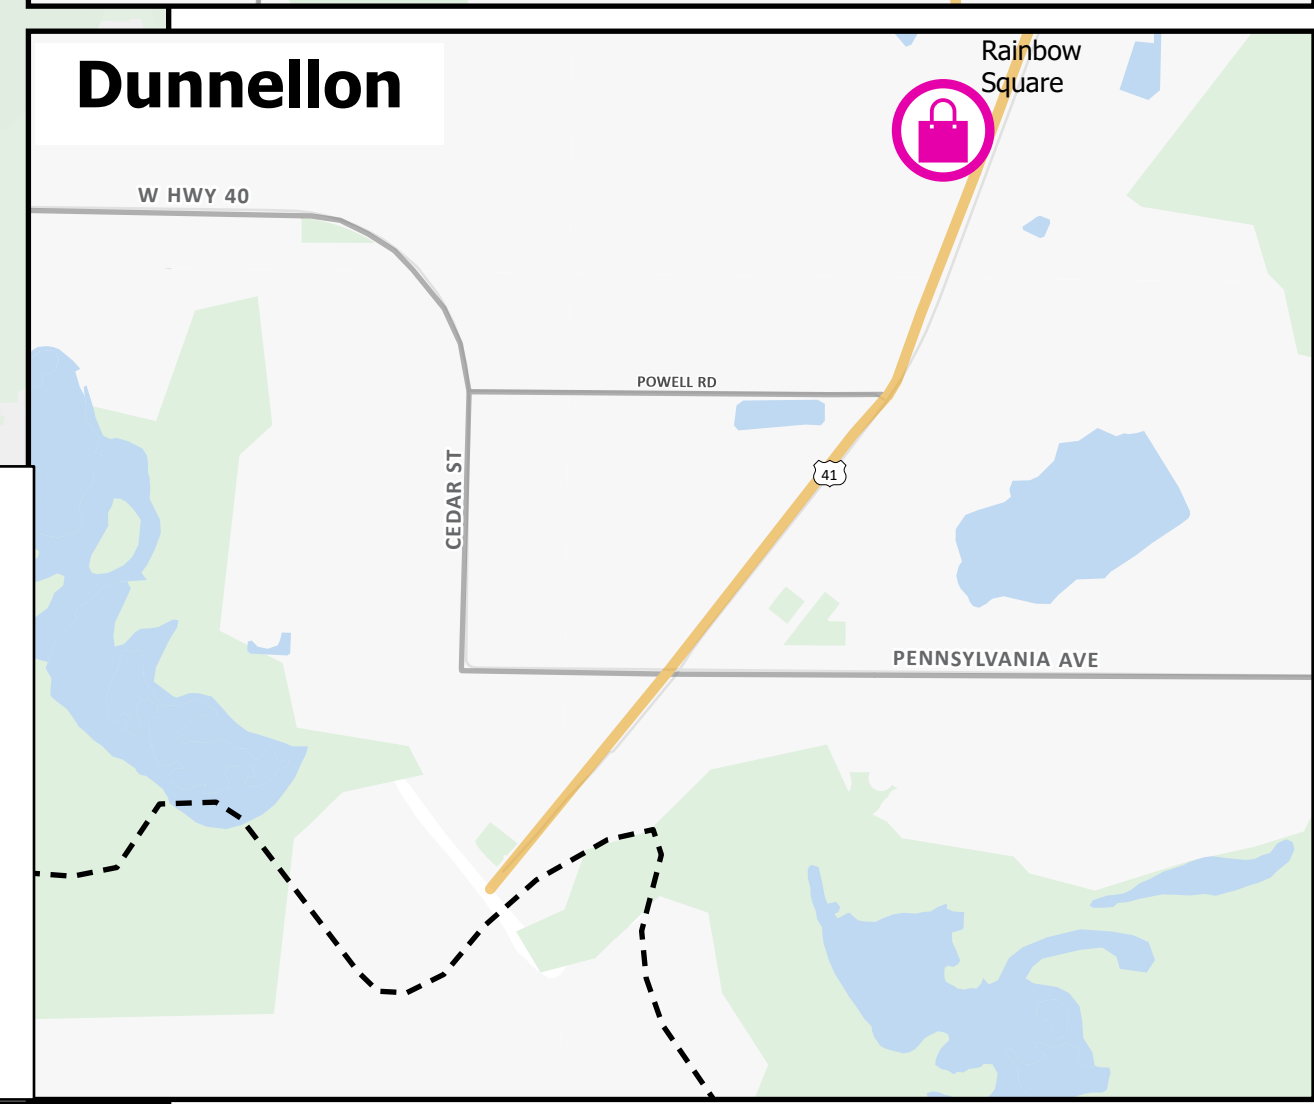 Rainbow
Square
Dunnellon
W HWY 40
POWELL RD
CEDAR ST
41
PENNSYLVANIA AVE